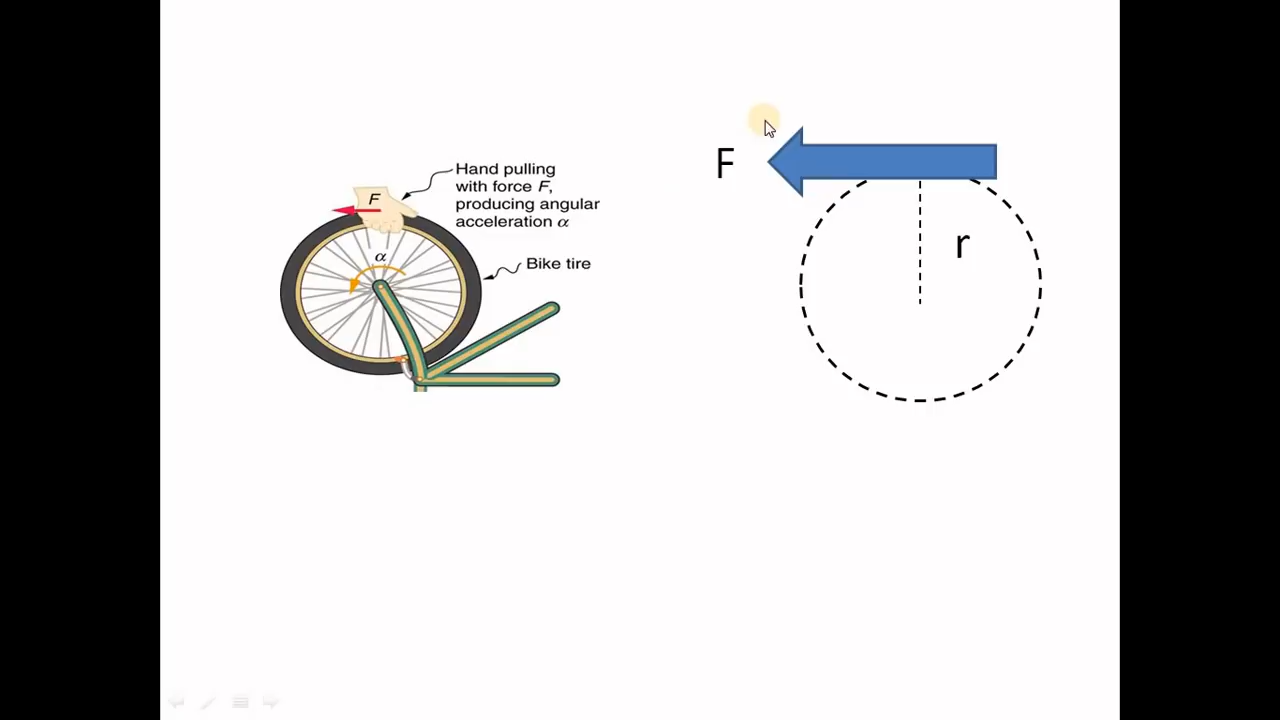 Hand pulling
with force F,
producing angular
acceleration α
F
α
Bike tire
F
r